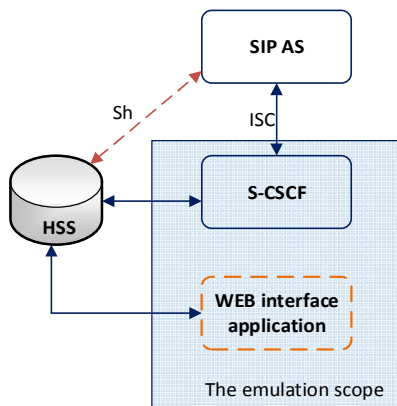 SIP AS
Sh
ISC
S-CSCF
HSS
WEB interface
application
The emulation scope